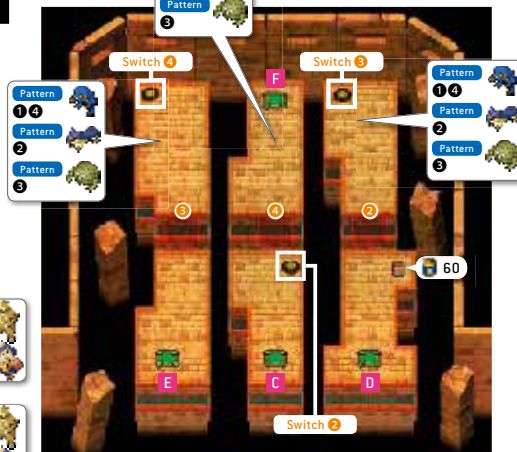 Pattern
❸
Switch ❹
Switch ❸
F
Pattern
❶❹
Pattern
❷
Pattern
❸
Pattern
❶❹
Pattern
❷
Pattern
❸
③
④
②
60
E
C
D
Switch ❷